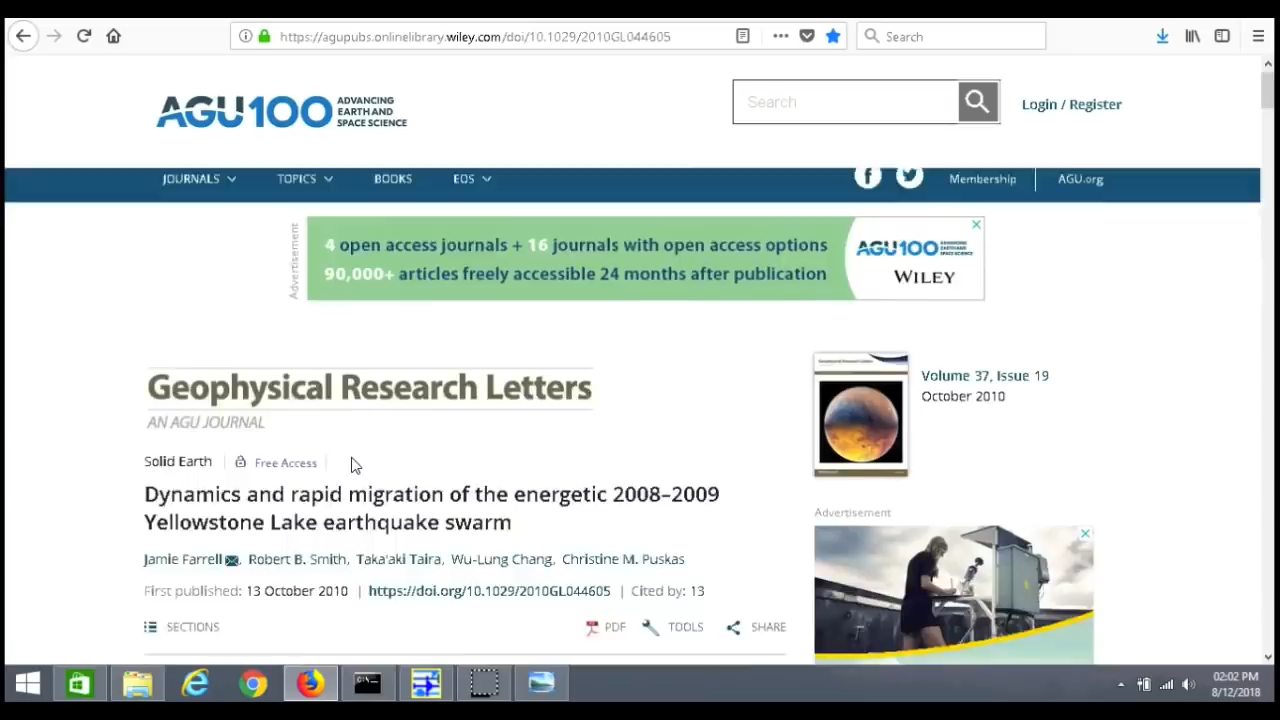 https://agupubs.onlinelibrary.wiley.com/doi/10.1029/2010GL044605
Search
AGU100 ADVANCING EARTH AND SPACE SCIENCE
Search
Login / Register
JOURNALS TOPICS BOOKS EOS Membership AGU.org
Advertisement
4 open access journals + 16 journals with open access options
90,000+ articles freely accessible 24 months after publication
AGU100
WILEY
Geophysical Research Letters
AN AGU JOURNAL
Volume 37, Issue 19
October 2010
Solid Earth Free Access
Dynamics and rapid migration of the energetic 2008–2009
Yellowstone Lake earthquake swarm
Advertisement
Jamie Farrell, Robert B. Smith, Taka'aki Taira, Wu-Lung Chang, Christine M. Puskas
First published: 13 October 2010 | https://doi.org/10.1029/2010GL044605 | Cited by: 13
SECTIONS PDF TOOLS SHARE
02:02 PM
8/12/2018